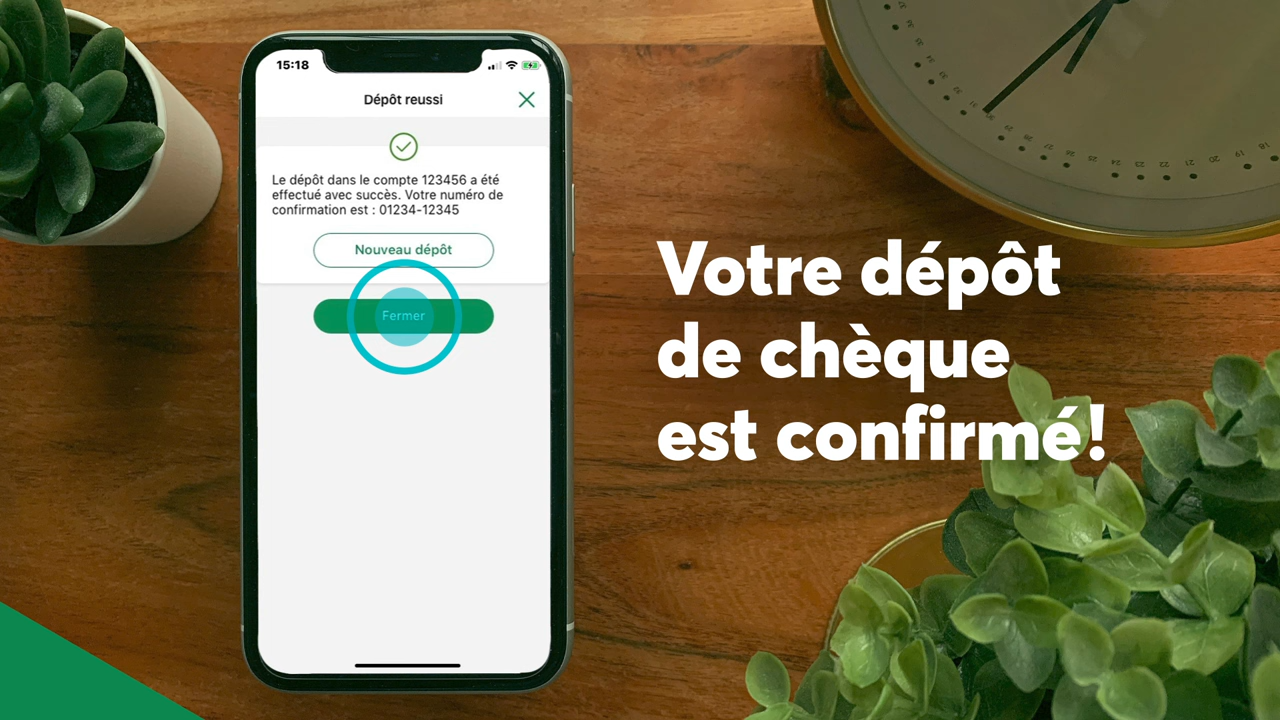 15:18
Dépôt reussi
Le dépôt dans le compte 123456 a été
effectué avec succès. Votre numéro de
confirmation est : 01234-12345
Nouveau dépôt
Fermer
Votre dépôt
de chèque
est confirmé!